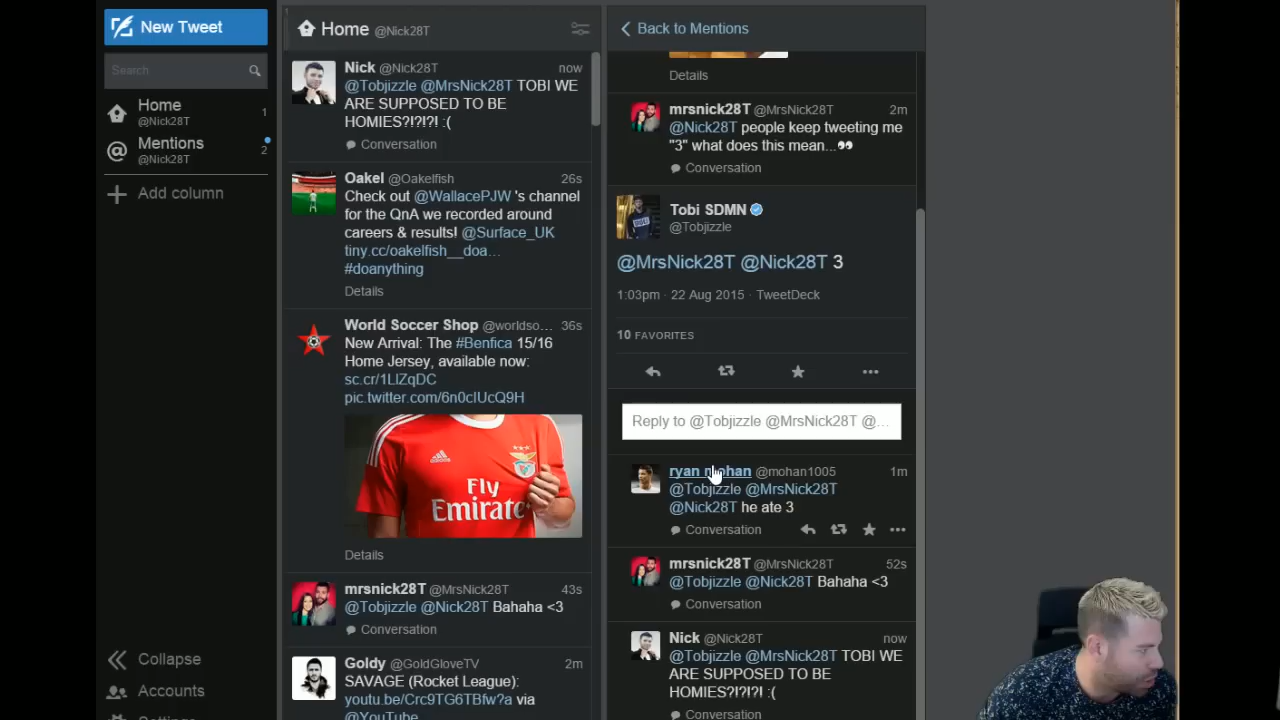 New Tweet
Search
Home
@Nick28T
1
Mentions
@Nick28T
2
Add column
Collapse
Accounts
Home @Nick28T
Nick @Nick28T now
@Tobjizzle @MrsNick28T TOBI WE
ARE SUPPOSED TO BE
HOMIES?!?!?! :(
Conversation
Oakel @Oakelfish 26s
Check out @WallacePJW 's channel
for the QnA we recorded around
careers & results! @Surface_UK
tiny.cc/oakelfish__doa…
#doanything
Details
World Soccer Shop @worldso... 36s
New Arrival: The #Benfica 15/16
Home Jersey, available now:
sc.cr/1LlZqDC
pic.twitter.com/6n0cIUcQ9H
adidas
Fly
Emirate
Details
mrsnick28T @MrsNick28T 43s
@Tobjizzle @Nick28T Bahaha <3
Conversation
Goldy @GoldGloveTV 2m
SAVAGE (Rocket League):
youtu.be/Crc9TG6TBfw?a via
@YouTube
Back to Mentions
Details
mrsnick28T @MrsNick28T 2m
@Nick28T people keep tweeting me
"3" what does this mean...👀
Conversation
Tobi SDMN
@Tobjizzle
@MrsNick28T @Nick28T 3
1:03pm · 22 Aug 2015 · TweetDeck
10 FAVORITES
Reply to @Tobjizzle @MrsNick28T @...
ryan mohan @mohan1005 1m
@Tobjizzle @MrsNick28T
@Nick28T he ate 3
Conversation
mrsnick28T @MrsNick28T 52s
@Tobjizzle @Nick28T Bahaha <3
Conversation
Nick @Nick28T now
@Tobjizzle @MrsNick28T TOBI WE
ARE SUPPOSED TO BE
HOMIES?!?!?! :(
Conversation